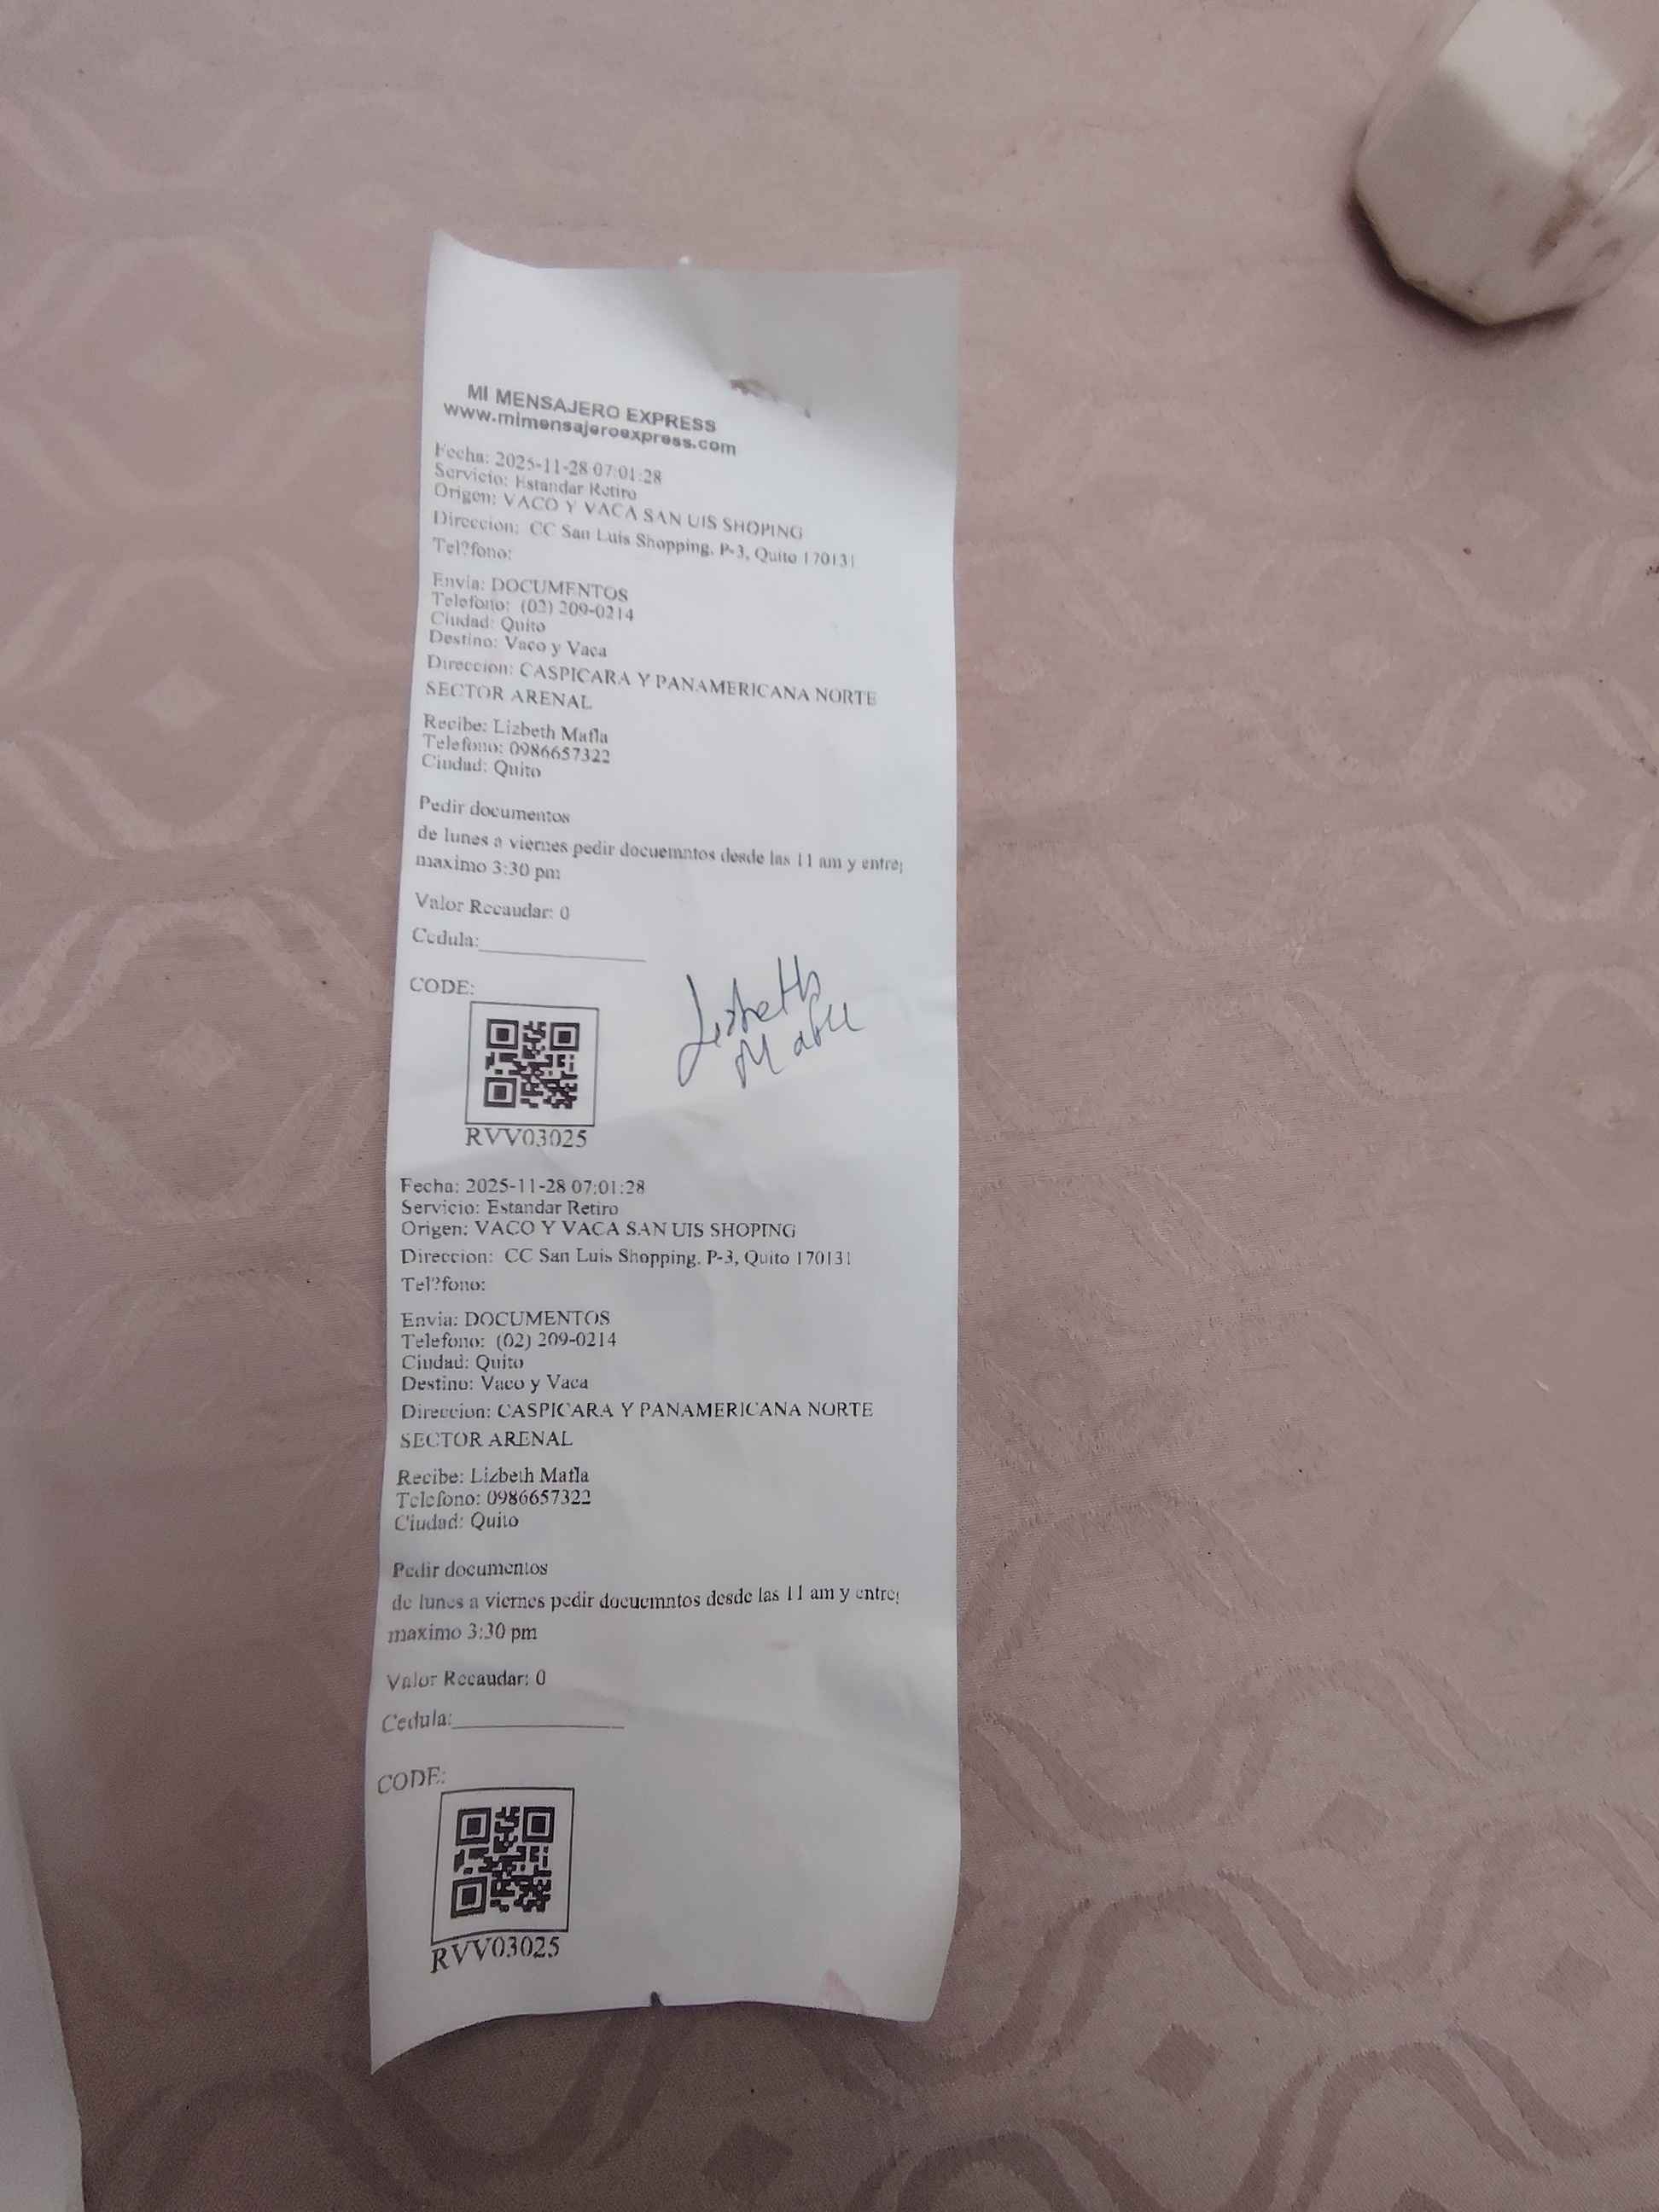 MI MENSAJERO EXPRESS
www.mimensajeroexpress.com
Fecha: 2025-11-28 07:01:28
Servicio: Estandar Retiro
Origen: VACO Y VACA SAN UIS SHOPING
Direccion: CC San Luis Shopping, P-3, Quito 170131
Tel?fono:
Envia: DOCUMENTOS
Telefono: (02) 209-0214
Ciudad: Quito
Destino: Vaco y Vaca
Direccion: CASPICARA Y PANAMERICANA NORTE
SECTOR ARENAL
Recibe: Lizbeth Mafla
Telefono: 0986657322
Ciudad: Quito
Pedir documentos
de lunes a viernes pedir docuemntos desde las 11 am y entre
maximo 3:30 pm
Valor Recaudar: 0
Cedula:
CODE:
Lizbeth
RVV03025
Fecha: 2025-11-28 07:01:28
Servicio: Estandar Retiro
Origen: VACO Y VACA SAN UIS SHOPING
Direccion: CC San Luis Shopping, P-3, Quito 170131
Tel?fono:
Envia: DOCUMENTOS
Telefono: (02) 209-0214
Ciudad: Quito
Destino: Vaco y Vaca
Direccion: CASPICARA Y PANAMERICANA NORTE
SECTOR ARENAL
Recibe: Lizbeth Mafla
Telefono: 0986657322
Ciudad: Quito
Pedir documentos
de lunes a viernes pedir docuemntos desde las 11 am y entre
maximo 3:30 pm
Valor Recaudar: 0
Cedula:
CODE:
RVV03025